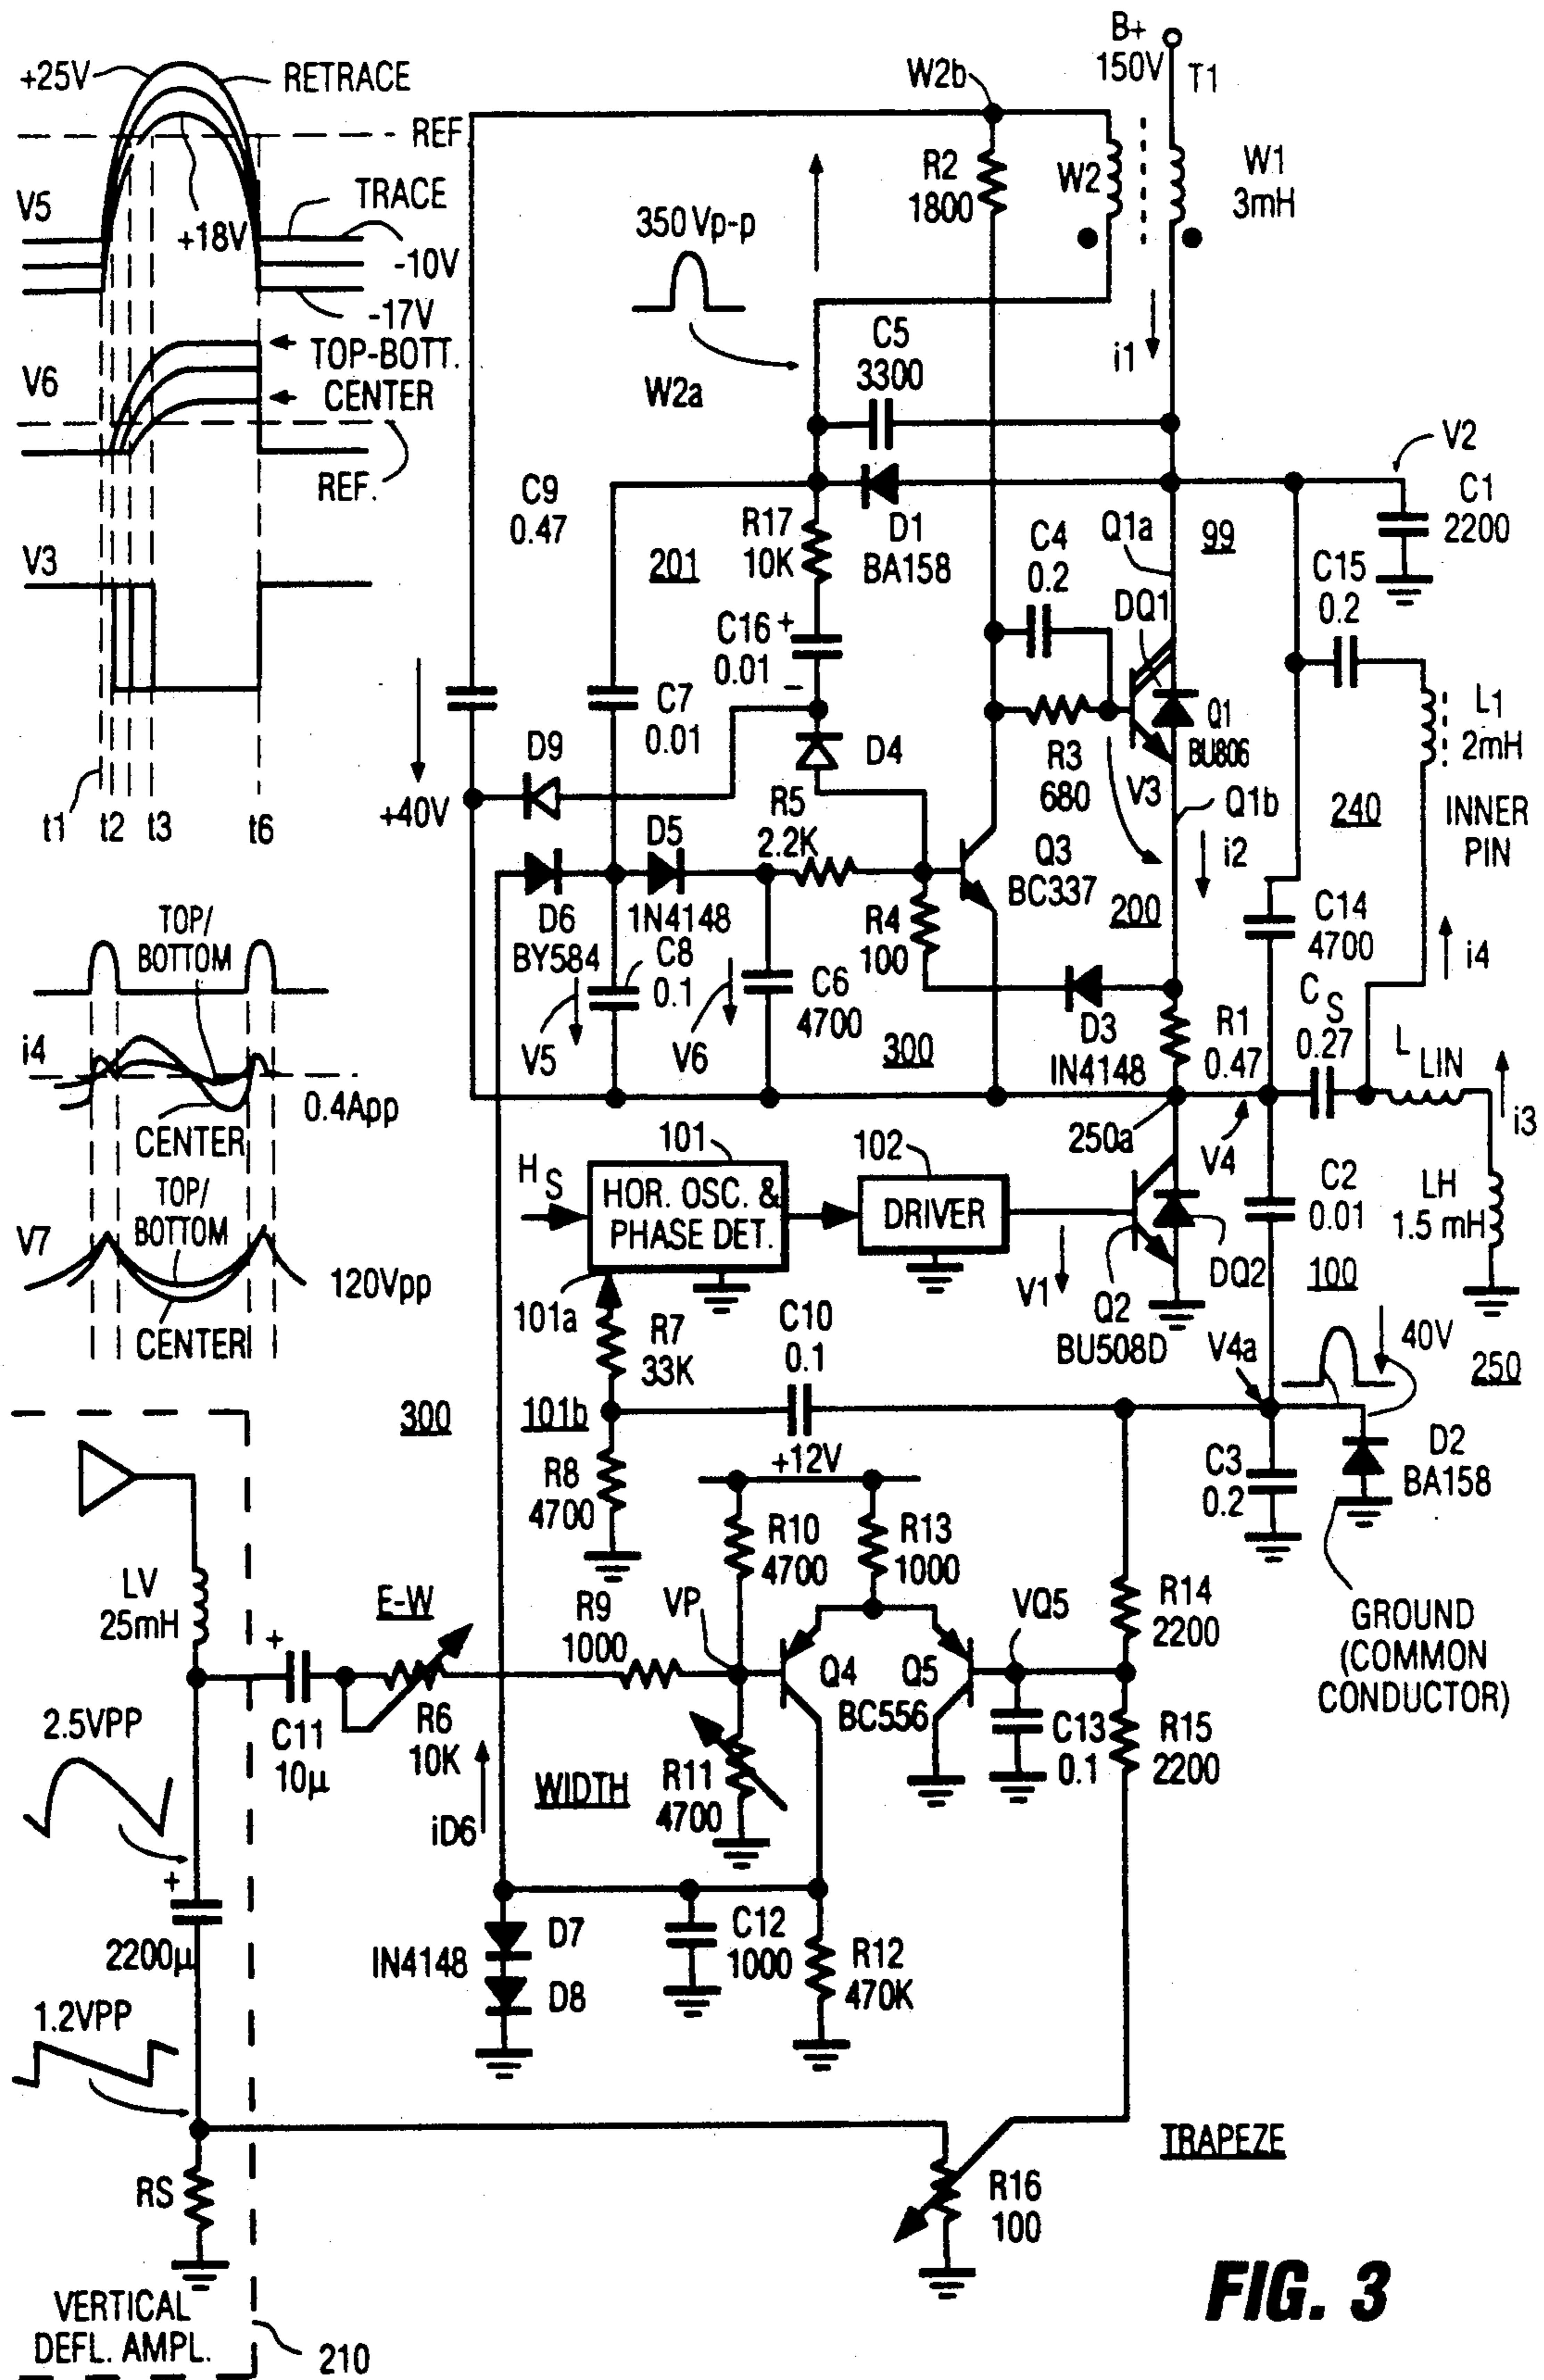 +25V
RETRACE
REF
V5
TRACE
+18V
-10V
-17V
TOP-BOTT.
V6
CENTER
REF.
V3
t1
t2
t3
t6
TOP/
BOTTOM
i4
0.4App
CENTER
TOP/
BOTTOM
V7
120Vpp
CENTER
B+
150V
T1
W2b
R2
1800
W2
W1
3mH
350Vp-p
i1
C5
3300
W2a
V2
C9
0.47
201
R17
10K
D1
BA158
Q1a
99
C1
2200
C4
0.2
C15
0.2
DQ1
C16
0.01
+
−
C7
0.01
Q1
BU806
L1
2mH
D9
D4
R3
680
V3
Q1b
240
INNER
PIN
+40V
R5
2.2K
D5
1N4148
Q3
BC337
i2
D6
BY584
R4
100
200
C14
4700
i4
C8
0.1
C6
4700
CS
0.27
V5
V6
300
D3
IN4148
R1
0.47
LLIN
i3
250a
V4
101
102
HS
HOR. OSC. &
PHASE DET.
DRIVER
C2
0.01
LH
1.5 mH
V1
Q2
BU508D
DQ2
100
101a
R7
33K
C10
0.1
V4a
40V
250
300
101b
R8
4700
+12V
C3
0.2
D2
BA158
R10
4700
R13
1000
LV
25mH
E-W
R9
1000
VP
VQ5
R14
2200
GROUND
(COMMON
CONDUCTOR)
+
Q4
Q5
BC556
2.5VPP
C11
10µ
R6
10K
C13
0.1
R15
2200
WIDTH
R11
4700
iD6
+
2200µ
IN4148
D7
D8
C12
1000
R12
470K
1.2VPP
TRAPEZE
RS
R16
100
VERTICAL
DEFL. AMPL.
210
FIG. 3